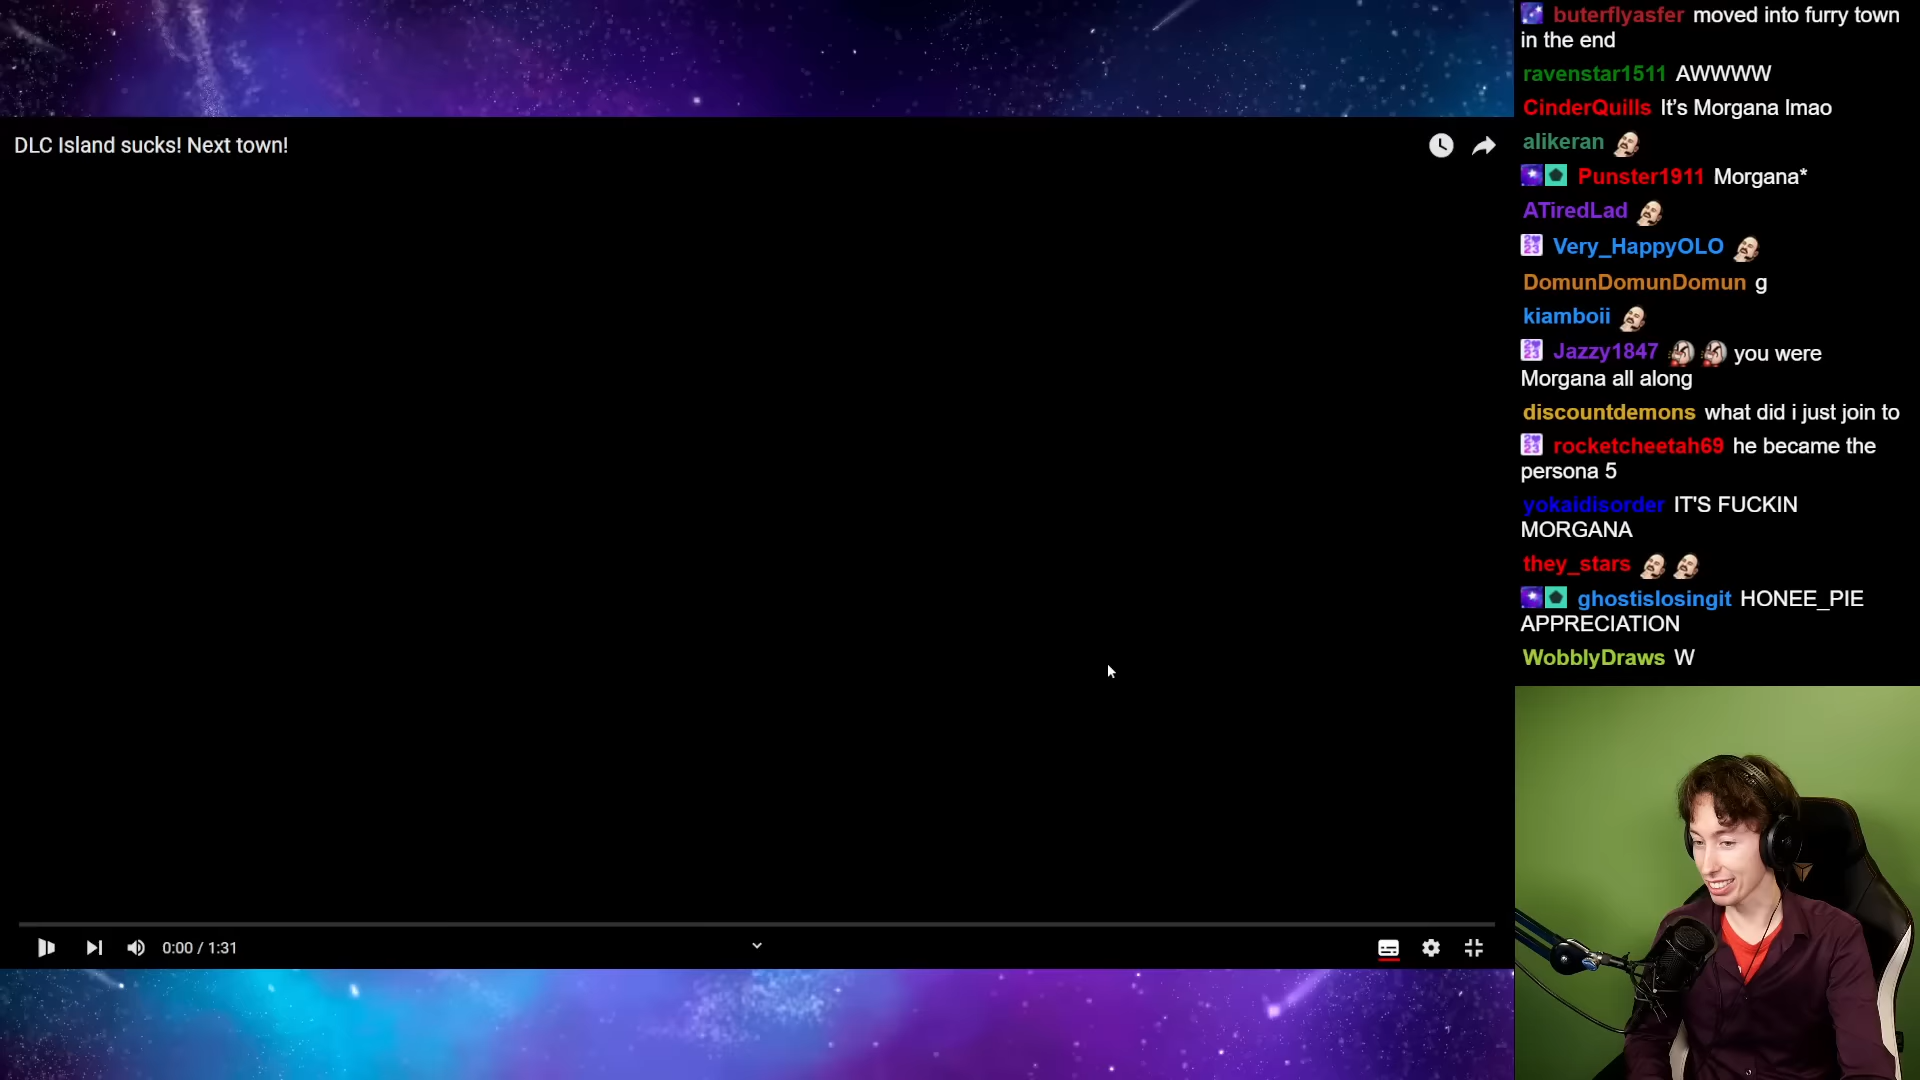 DLC Island sucks! Next town!
0:00 / 1:31
buterflyasfer moved into furry town
in the end
ravenstar1511 AWWWW
CinderQuills It's Morgana lmao
alikeran
Punster1911 Morgana*
ATiredLad
Very_HappyOLO
DomunDomunDomun g
kiamboii
Jazzy1847 you were
Morgana all along
discountdemons what did i just join to
rocketcheetah69 he became the
persona 5
yokaidisorder IT'S FUCKIN
MORGANA
they_stars
ghostislosingit HONEE_PIE
APPRECIATION
WobblyDraws W